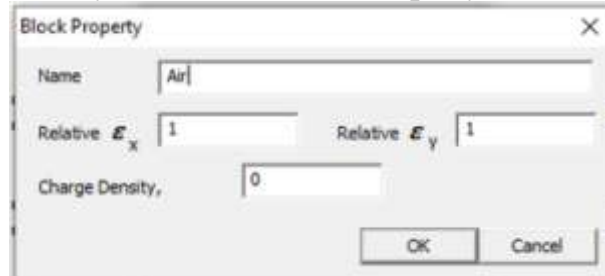 Block Property
Name Air
Relative ε x 1 Relative ε y 1
Charge Density, 0
OK Cancel